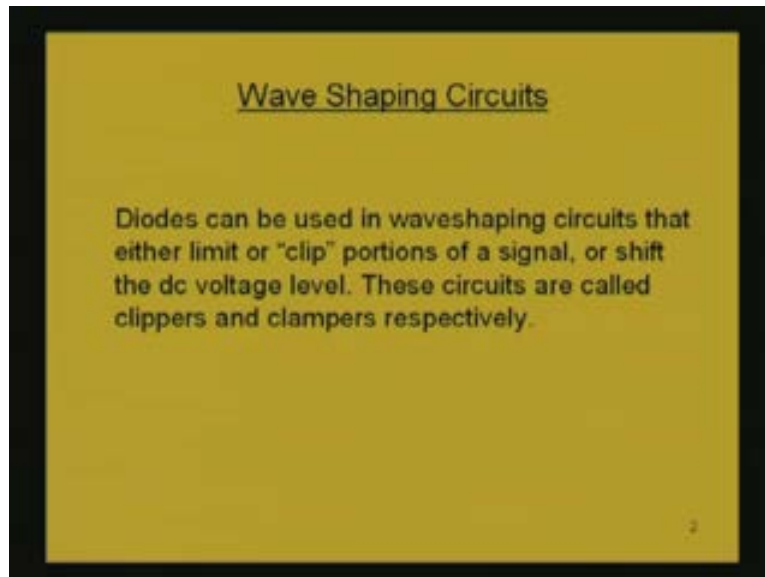 Wave Shaping Circuits
Diodes can be used in waveshaping circuits that
either limit or "clip" portions of a signal, or shift
the dc voltage level. These circuits are called
clippers and clampers respectively.
2